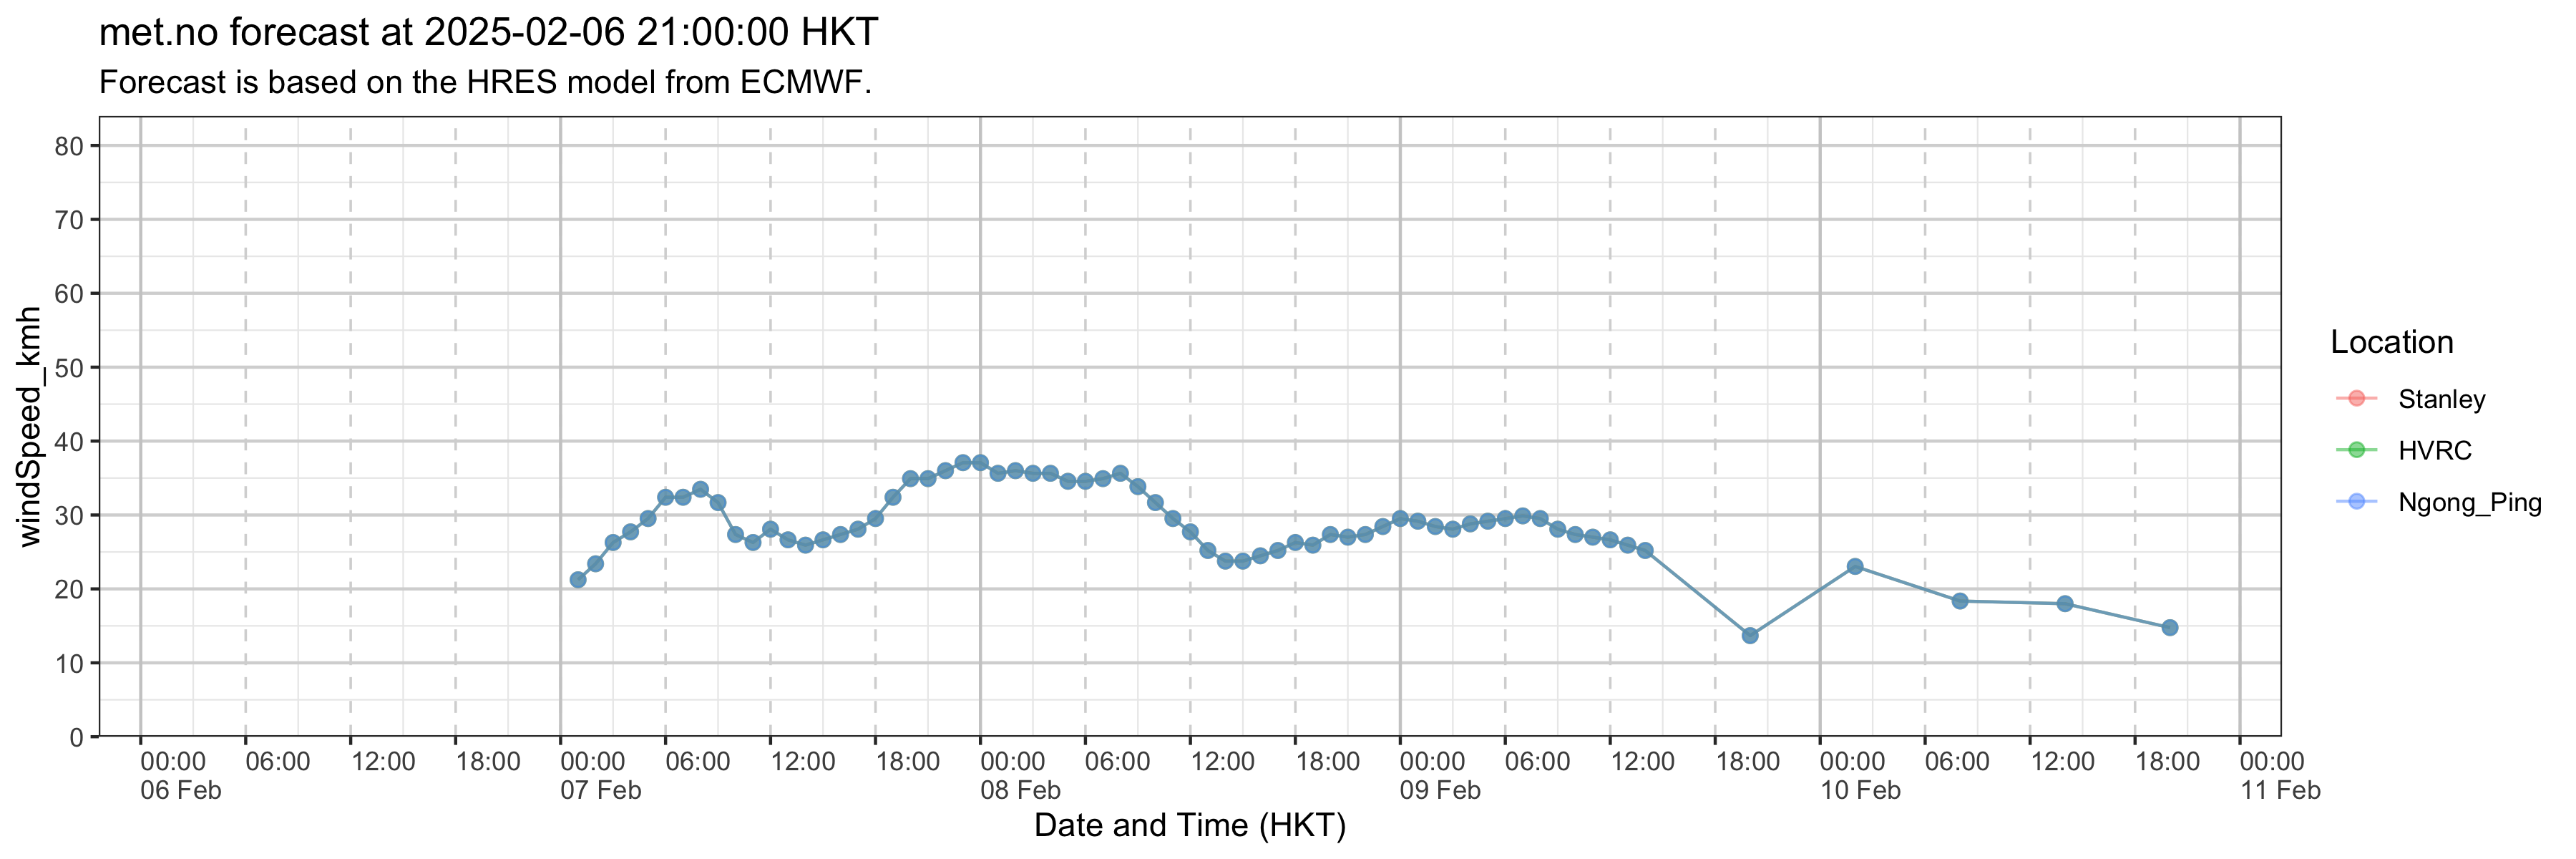 met.no forecast at 2025-02-06 21:00:00 HKT
Forecast is based on the HRES model from ECMWF.
windSpeed_kmh
80
70
60
50
40
30
20
10
0
00:00 06:00 12:00 18:00 00:00 06:00 12:00 18:00 00:00 06:00 12:00 18:00 00:00 06:00 12:00 18:00 00:00 06:00 12:00 18:00 00:00
06 Feb 07 Feb 08 Feb 09 Feb 10 Feb 11 Feb
Date and Time (HKT)
Location
Stanley
HVRC
Ngong_Ping